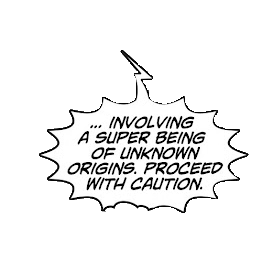 ... INVOLVING
A SUPER BEING
OF UNKNOWN
ORIGINS. PROCEED
WITH CAUTION.